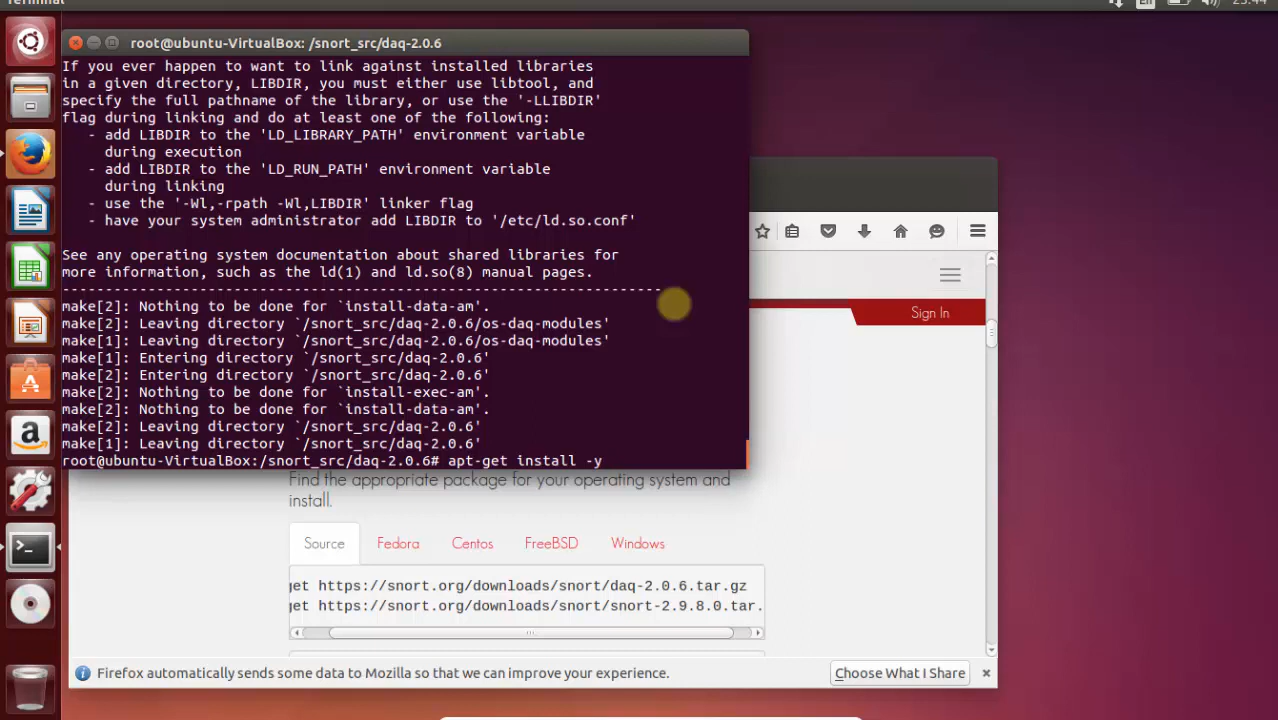 Terminal
En
23:44
root@ubuntu-VirtualBox: /snort_src/daq-2.0.6
If you ever happen to want to link against installed libraries
in a given directory, LIBDIR, you must either use libtool, and
specify the full pathname of the library, or use the '-LLIBDIR'
flag during linking and do at least one of the following:
- add LIBDIR to the 'LD_LIBRARY_PATH' environment variable
during execution
- add LIBDIR to the 'LD_RUN_PATH' environment variable
during linking
- use the '-Wl,-rpath -Wl,LIBDIR' linker flag
- have your system administrator add LIBDIR to '/etc/ld.so.conf'
See any operating system documentation about shared libraries for
more information, such as the ld(1) and ld.so(8) manual pages.
----------------------------------------------------------------------
make[2]: Nothing to be done for `install-data-am'.
make[2]: Leaving directory `/snort_src/daq-2.0.6/os-daq-modules'
make[1]: Leaving directory `/snort_src/daq-2.0.6/os-daq-modules'
make[1]: Entering directory `/snort_src/daq-2.0.6'
make[2]: Entering directory `/snort_src/daq-2.0.6'
make[2]: Nothing to be done for `install-exec-am'.
make[2]: Nothing to be done for `install-data-am'.
make[2]: Leaving directory `/snort_src/daq-2.0.6'
make[1]: Leaving directory `/snort_src/daq-2.0.6'
root@ubuntu-VirtualBox:/snort_src/daq-2.0.6# apt-get install -y
Sign In
Find the appropriate package for your operating system and
install.
Source Fedora Centos FreeBSD Windows
get https://snort.org/downloads/snort/daq-2.0.6.tar.gz
get https://snort.org/downloads/snort/snort-2.9.8.0.tar.
Firefox automatically sends some data to Mozilla so that we can improve your experience.
Choose What I Share